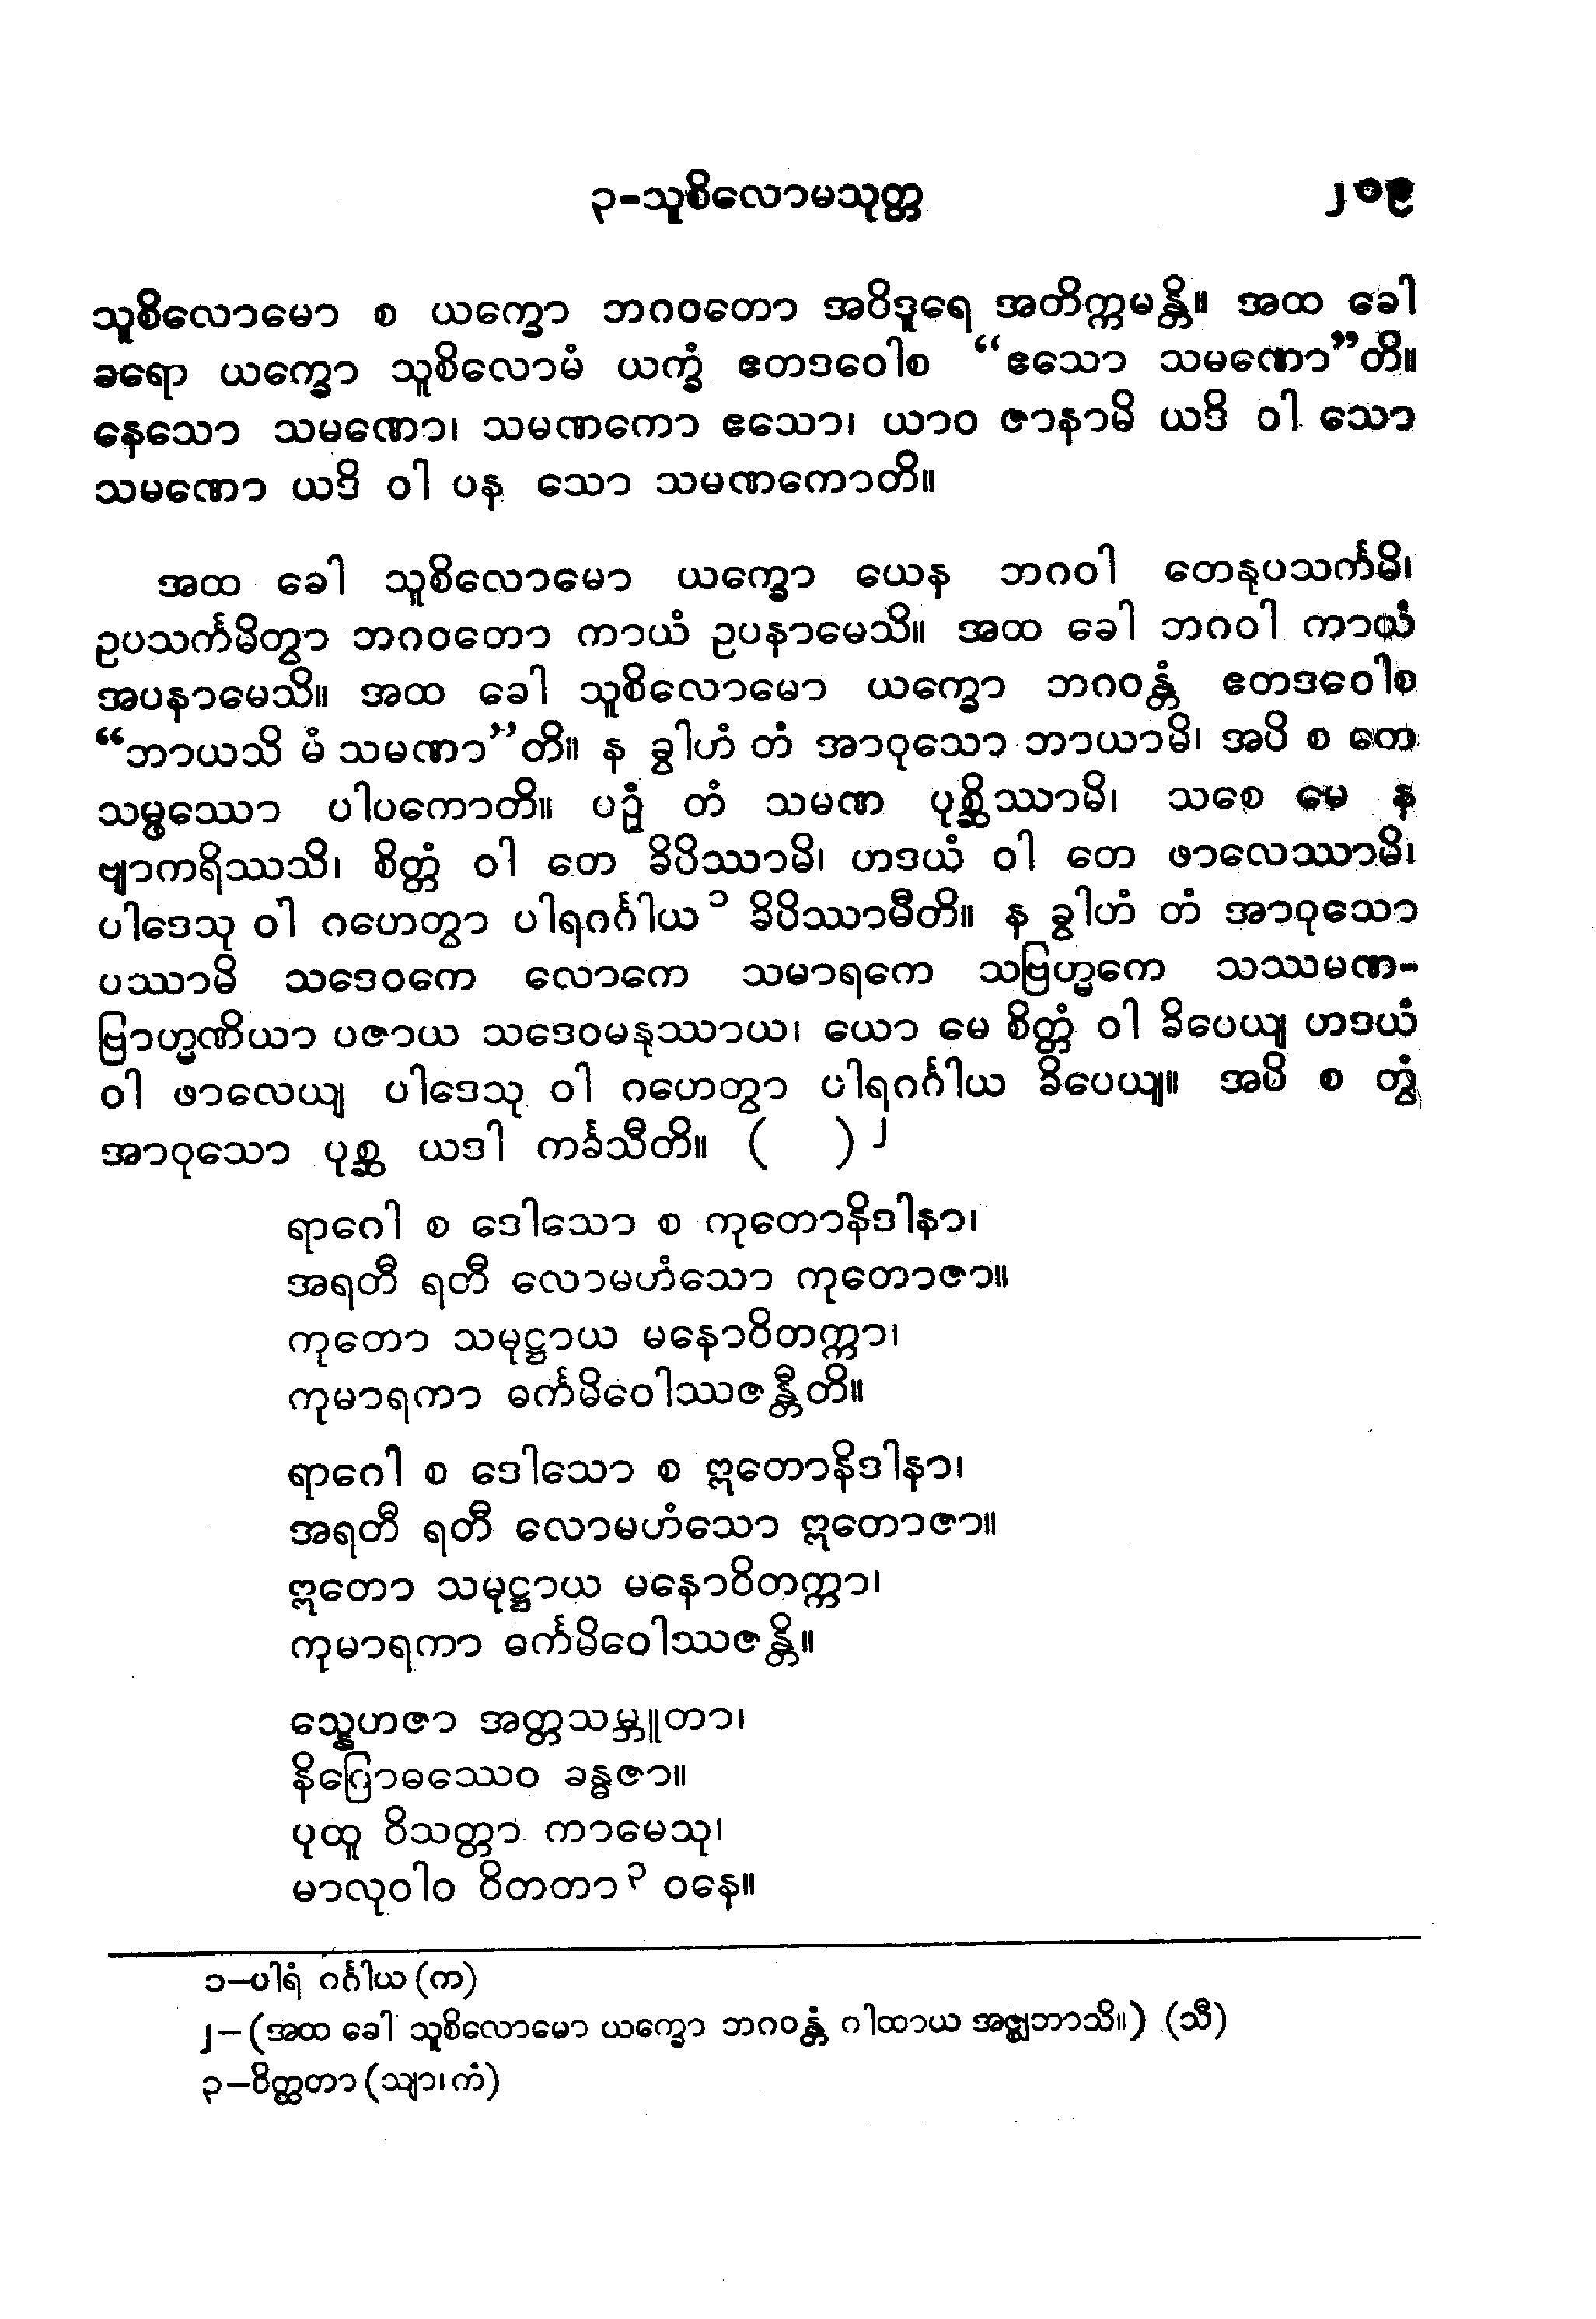 ၃-သူစိလောမသုတ္တ ၂၀၉
သူစိလောမော စ ယက္ခော ဘဂဝတော အဝိဒူရေ အတိက္ကမန္တိ။ အထ ခေါ
ခရော ယက္ခော သူစိလောမံ ယက္ခံ ဧတဒဝေါစ “ဧသော သမဏော”တိ။
နေသော သမဏော၊ သမဏကော ဧသော၊ ယာဝ ဇာနာမိ ယဒိ ဝါ သော
သမဏော ယဒိ ဝါ ပန သော သမဏကောတိ။
အထ ခေါ သူစိလောမော ယက္ခော ယေန ဘဂဝါ တေနုပသင်္ကမိ၊
ဥပသင်္ကမိတွာ ဘဂဝတော ကာယံ ဥပနာမေသိ။ အထ ခေါ ဘဂဝါ ကာယံ
အပနာမေသိ။ အထ ခေါ သူစိလောမော ယက္ခော ဘဂဝန္တံ ဧတဒဝေါစ
“ဘာယသိ မံ သမဏာ”တိ။ န ခွါဟံ တံ အာဝုသော ဘာယာမိ၊ အပိ စ တေ
သမ္ဖဿော ပါပကောတိ။ ပဉှံ တံ သမဏ ပုစ္ဆိဿာမိ၊ သစေ မေ န
ဗျာကရိဿသိ၊ စိတ္တံ ဝါ တေ ခိပိဿာမိ၊ ဟဒယံ ဝါ တေ ဖာလေဿာမိ၊
ပါဒေသု ဝါ ဂဟေတွာ ပါရဂင်္ဂါယ ၁ ခိပိဿာမီတိ။ န ခွါဟံ တံ အာဝုသော
ပဿာမိ သဒေဝကေ လောကေ သမာရကေ သဗြဟ္မကေ သဿမဏ-
ဗြာဟ္မဏိယာ ပဇာယ သဒေဝမနုဿာယ၊ ယော မေ စိတ္တံ ဝါ ခိပေယျ ဟဒယံ
ဝါ ဖာလေယျ ပါဒေသု ဝါ ဂဟေတွာ ပါရဂင်္ဂါယ ခိပေယျ။ အပိ စ တွံ
အာဝုသော ပုစ္ဆ ယဒါ ကင်္ခသီတိ။ ( ) ၂
ရာဂေါ စ ဒေါသော စ ကုတောနိဒါနာ၊
အရတီ ရတီ လောမဟံသော ကုတောဇာ။
ကုတော သမုဋ္ဌာယ မနောဝိတက္ကာ၊
ကုမာရကာ ဓင်္ကမိဝေါဿဇန္တီတိ။
ရာဂေါ စ ဒေါသော စ ဣတောနိဒါနာ၊
အရတီ ရတီ လောမဟံသော ဣတောဇာ။
ဣတော သမုဋ္ဌာယ မနောဝိတက္ကာ၊
ကုမာရကာ ဓင်္ကမိဝေါဿဇန္တိ။
သ္နေဟဇာ အတ္တသမ္ဘူတာ၊
နိဂြောဓဿေဝ ခန္ဓဇာ။
ပုထူ ဝိသတ္တာ ကာမေသု၊
မာလုဝါဝ ဝိတတာ ၃ ဝနေ။
၁–ပါရံ ဂင်္ဂါယ (က)
၂–(အထ ခေါ သူစိလောမော ယက္ခော ဘဂဝန္တံ ဂါထာယ အဇ္ဈဘာသိ။) (သီ)
၃–ဝိတ္ထတာ (သျာ၊ ကံ)